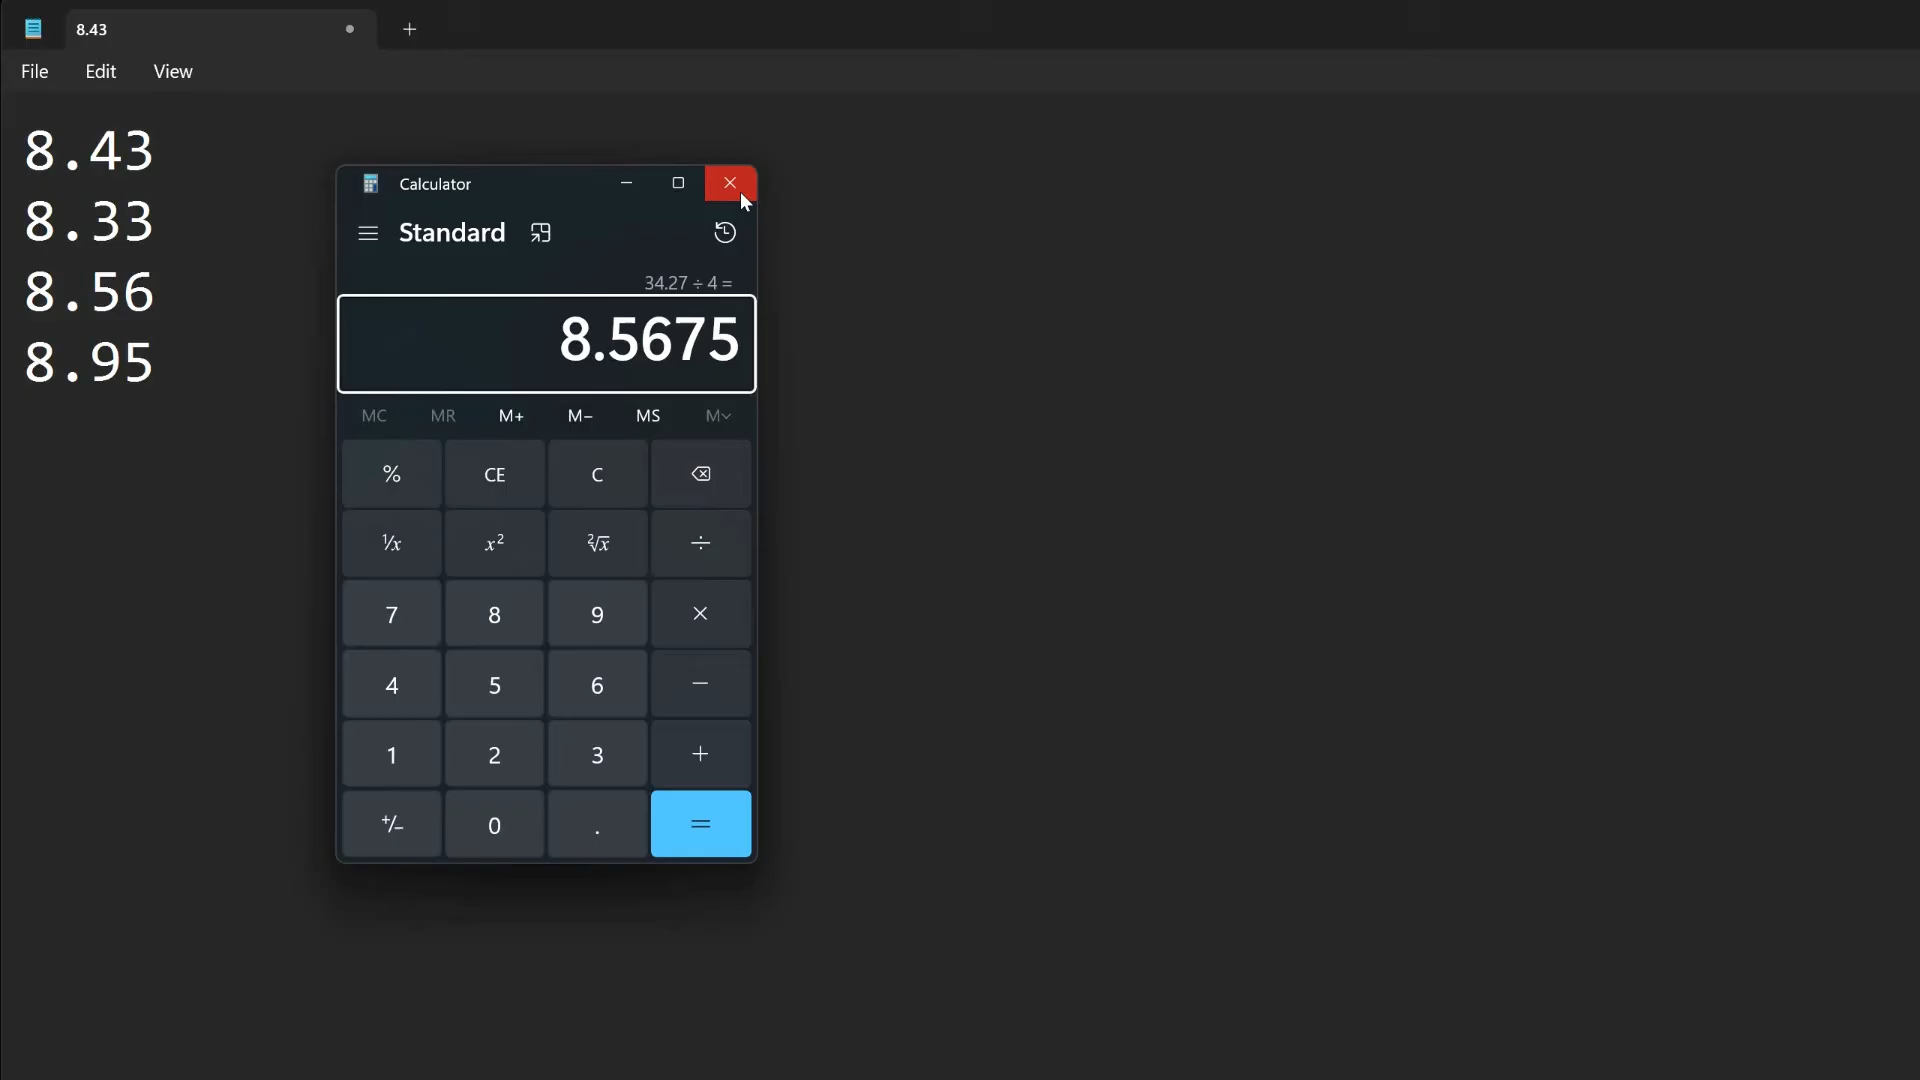 8.43
File Edit View
8.43
8.33
8.56
8.95
Calculator
Standard
34.27 ÷ 4 =
8.5675
MC MR M+ M− MS M˅
% CE C
⅟x x² ²√x ÷
7 8 9 ×
4 5 6 −
1 2 3 +
+/− 0 . =